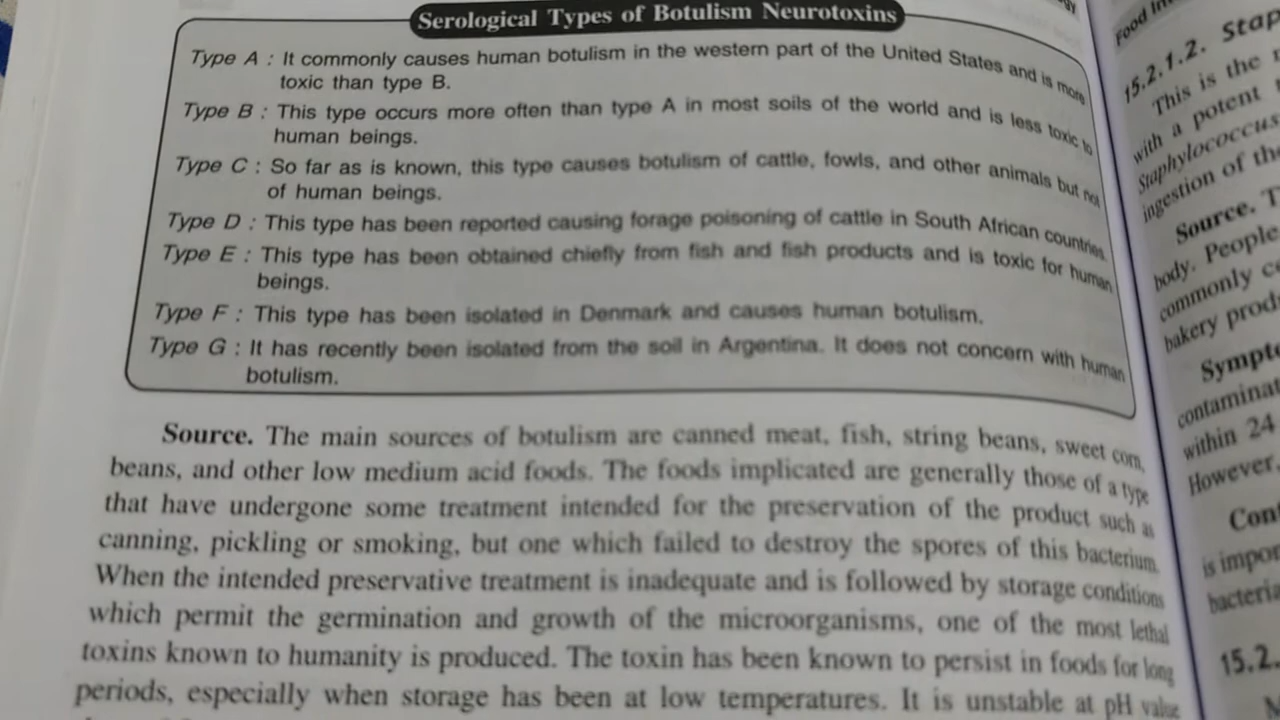 Serological Types of Botulism Neurotoxins
Type A : It commonly causes human botulism in the western part of the United States and is more
toxic than type B.
Type B : This type occurs more often than type A in most soils of the world and is less toxic to
human beings.
Type C : So far as is known, this type causes botulism of cattle, fowls, and other animals but not
of human beings.
Type D : This type has been reported causing forage poisoning of cattle in South African countries.
Type E : This type has been obtained chiefly from fish and fish products and is toxic for human
beings.
Type F : This type has been isolated in Denmark and causes human botulism.
Type G : It has recently been isolated from the soil in Argentina. It does not concern with human
botulism.
Source. The main sources of botulism are canned meat, fish, string beans, sweet corn,
beans, and other low medium acid foods. The foods implicated are generally those of a type
that have undergone some treatment intended for the preservation of the product such as
canning, pickling or smoking, but one which failed to destroy the spores of this bacterium.
When the intended preservative treatment is inadequate and is followed by storage conditions
which permit the germination and growth of the microorganisms, one of the most lethal
toxins known to humanity is produced. The toxin has been known to persist in foods for long
periods, especially when storage has been at low temperatures. It is unstable at pH value
Food
15.2.1.2. Stap
This is the
with a potent
Staphylococcus
ingestion of the
Source. T
body. People
commonly
bakery prod
Sympto
contaminat
within 24
However,
Cont
is impor
bacteria
15.2.